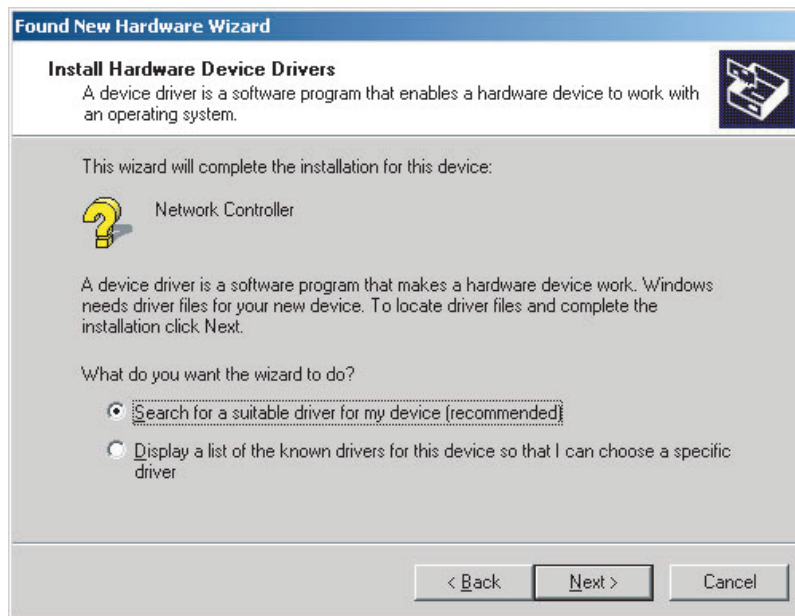 Found New Hardware Wizard
Install Hardware Device Drivers
A device driver is a software program that enables a hardware device to work with
an operating system.
This wizard will complete the installation for this device:
Network Controller
A device driver is a software program that makes a hardware device work. Windows
needs driver files for your new device. To locate driver files and complete the
installation click Next.
What do you want the wizard to do?
Search for a suitable driver for my device (recommended)
Display a list of the known drivers for this device so that I can choose a specific
driver
< Back Next > Cancel